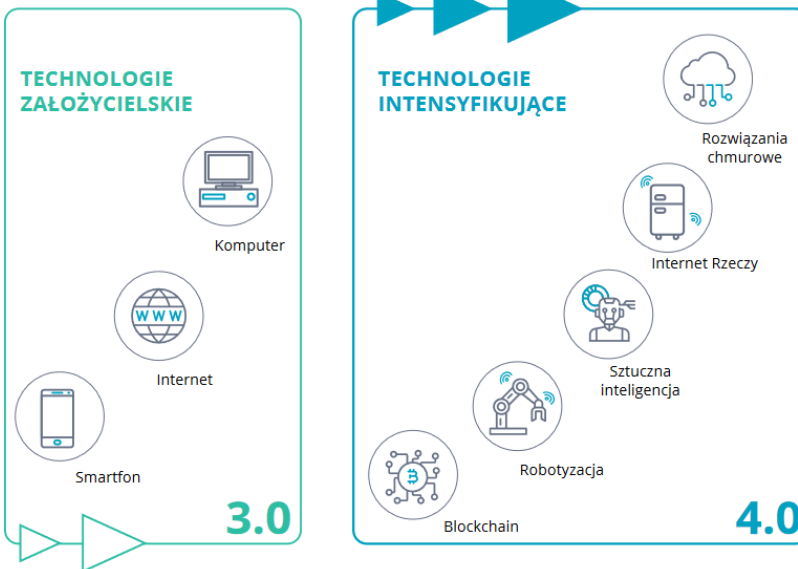 TECHNOLOGIE
ZAŁOŻYCIELSKIE
Komputer
WWW
Internet
Smartfon
3.0
TECHNOLOGIE
INTENSYFIKUJĄCE
Rozwiązania
chmurowe
Internet Rzeczy
Sztuczna
inteligencja
Robotyzacja
Blockchain
4.0